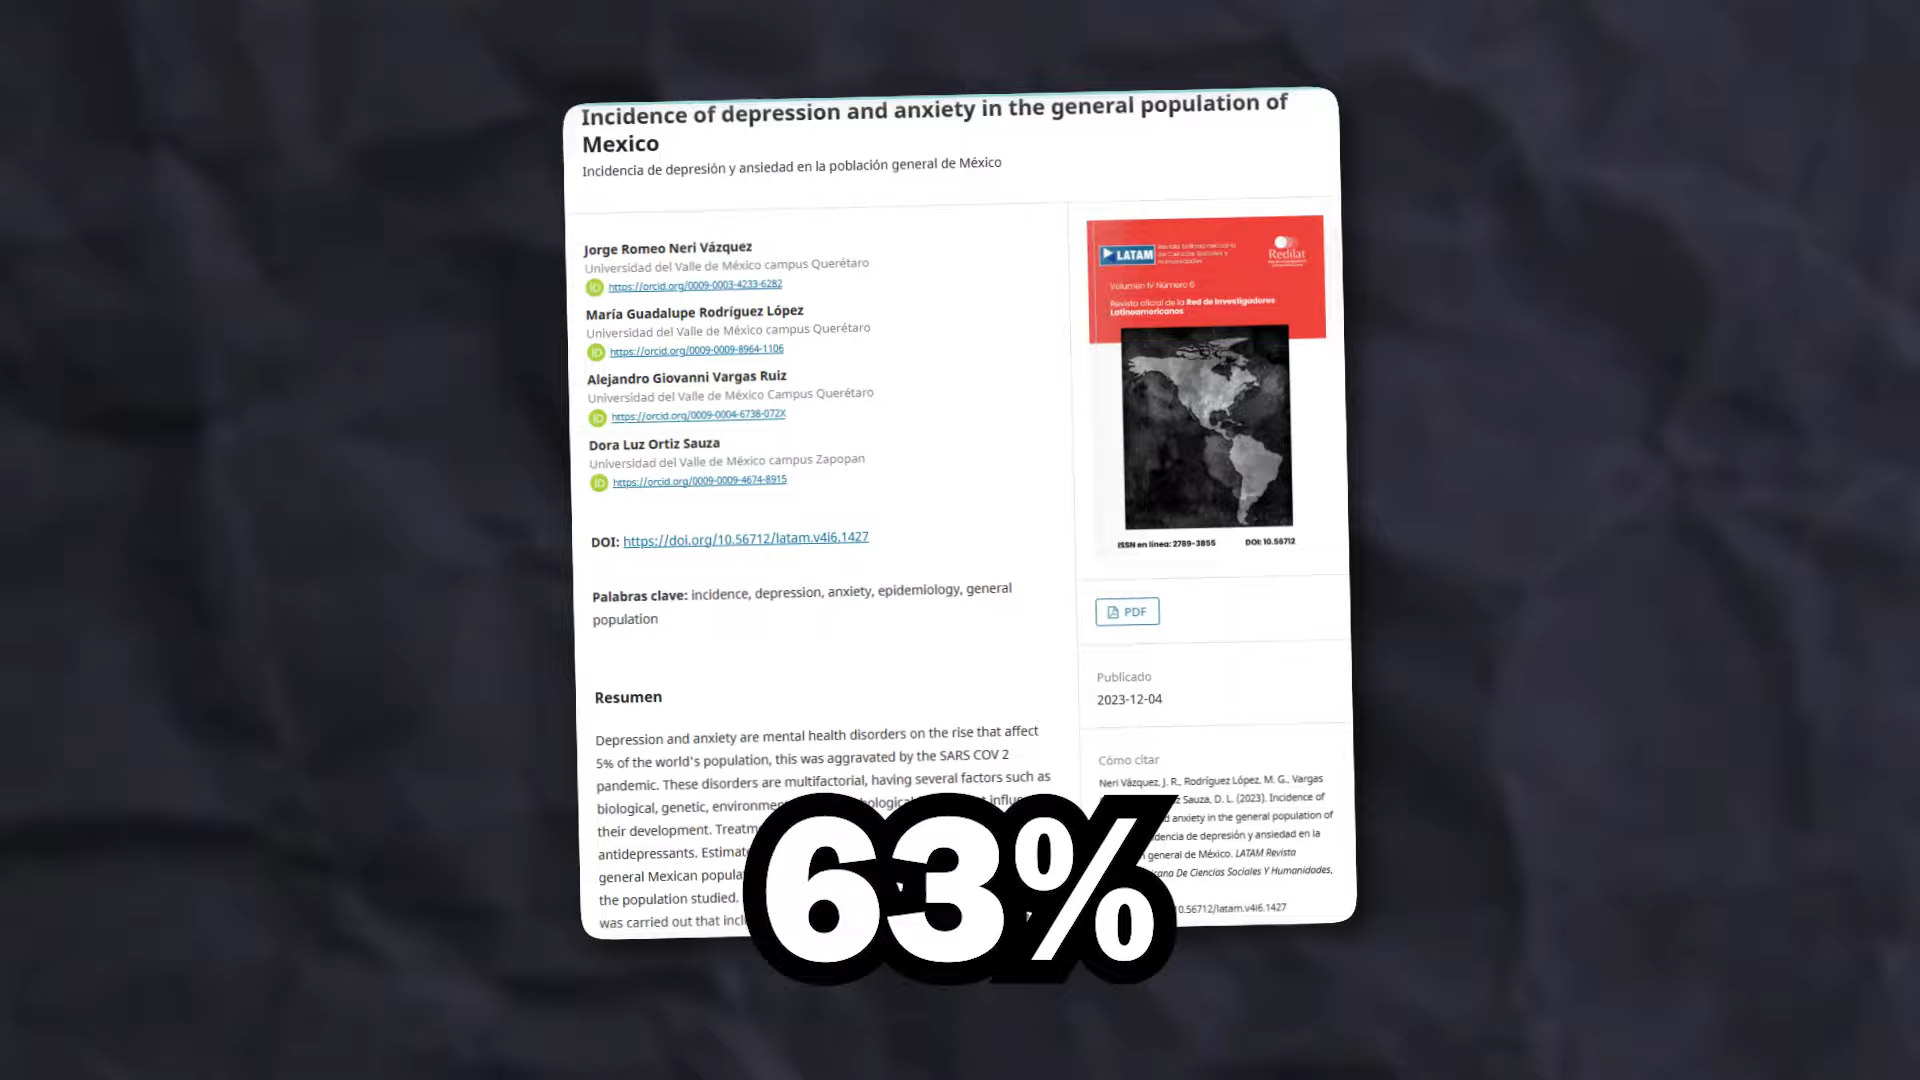 Incidence of depression and anxiety in the general population of
Mexico
Incidencia de depresión y ansiedad en la población general de México
Jorge Romeo Neri Vázquez
Universidad del Valle de México campus Querétaro
https://orcid.org/0009-0003-4233-6282
María Guadalupe Rodríguez López
Universidad del Valle de México campus Querétaro
https://orcid.org/0009-0009-8964-1106
Alejandro Giovanni Vargas Ruiz
Universidad del Valle de México Campus Querétaro
https://orcid.org/0009-0004-6738-072X
Dora Luz Ortiz Sauza
Universidad del Valle de México campus Zapopan
https://orcid.org/0009-0009-4674-8915
DOI: https://doi.org/10.56712/latam.v4i6.1427
Palabras clave: incidence, depression, anxiety, epidemiology, general
population
Resumen
Depression and anxiety are mental health disorders on the rise that affect
5% of the world's population, this was aggravated by the SARS COV 2
pandemic. These disorders are multifactorial, having several factors such as
biological, genetic,
their development.
antidepressants.
general Mexican
the population studied.
was carried out that
LATAM
Revista Latinoamericana
de Ciencias Sociales y
Humanidades
Redilat
Volumen IV Número 6
Revista oficial de la Red de Investigadores
Latinoamericanos
ISSN en línea: 2789-3855
DOI: 10.56712
PDF
Publicado
2023-12-04
Cómo citar
Neri Vázquez, J. R., Rodríguez López, M. G., Vargas
Sauza, D. L. (2023). Incidence of
anxiety in the general population of
depresión y ansiedad en la
general de México. LATAM Revista
De Ciencias Sociales Y Humanidades,
10.56712/latam.v4i6.1427
63%